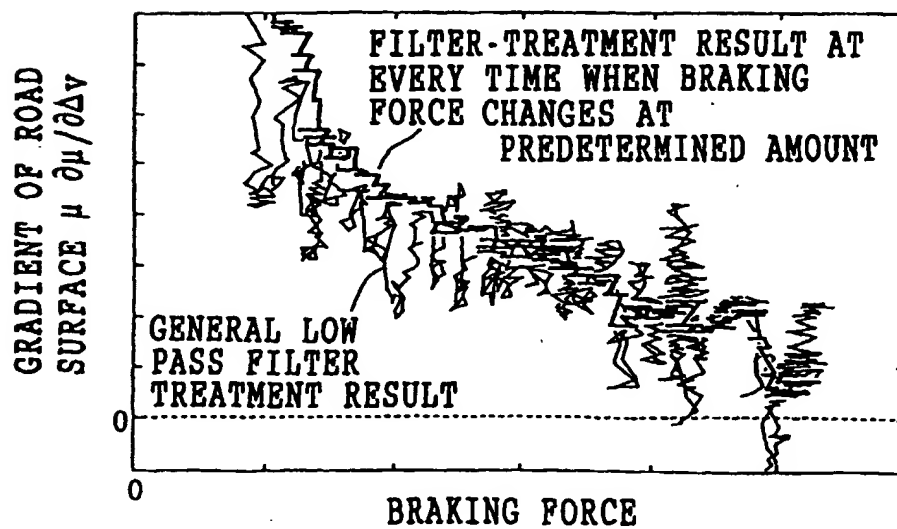 GRADIENT OF ROAD
SURFACE μ ∂μ/∂Δv
FILTER-TREATMENT RESULT AT
EVERY TIME WHEN BRAKING
FORCE CHANGES AT
PREDETERMINED AMOUNT
GENERAL LOW
PASS FILTER
TREATMENT RESULT
0
0
BRAKING FORCE